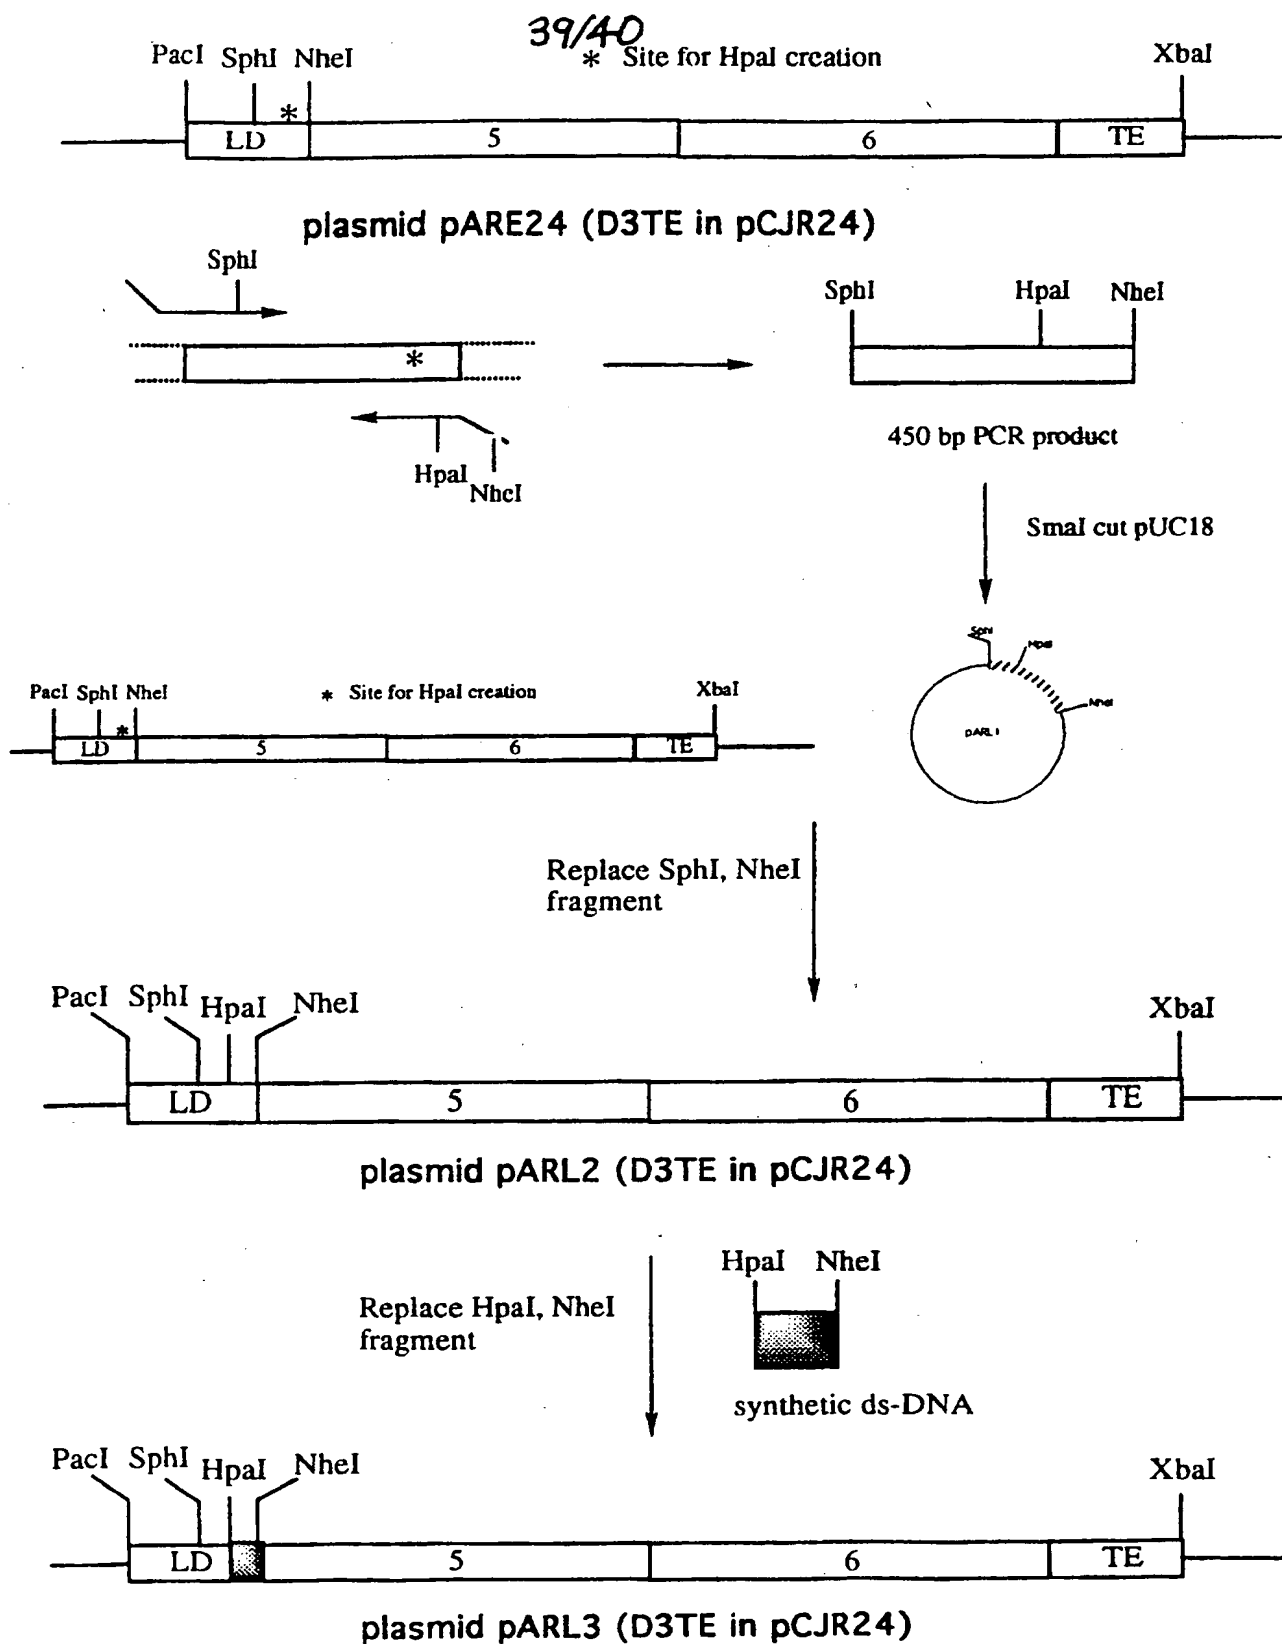 39/40
* Site for HpaI creation
PacI SphI NheI XbaI
*
LD 5 6 TE
plasmid pARE24 (D3TE in pCJR24)
SphI
*
HpaI
NheI
SphI HpaI NheI
450 bp PCR product
SmaI cut pUC18
SphI
HpaI
NheI
pARL1
PacI SphI NheI * Site for HpaI creation XbaI
*
LD 5 6 TE
Replace SphI, NheI
fragment
PacI SphI HpaI NheI XbaI
LD 5 6 TE
plasmid pARL2 (D3TE in pCJR24)
HpaI NheI
Replace HpaI, NheI
fragment
synthetic ds-DNA
PacI SphI HpaI NheI XbaI
LD 5 6 TE
plasmid pARL3 (D3TE in pCJR24)